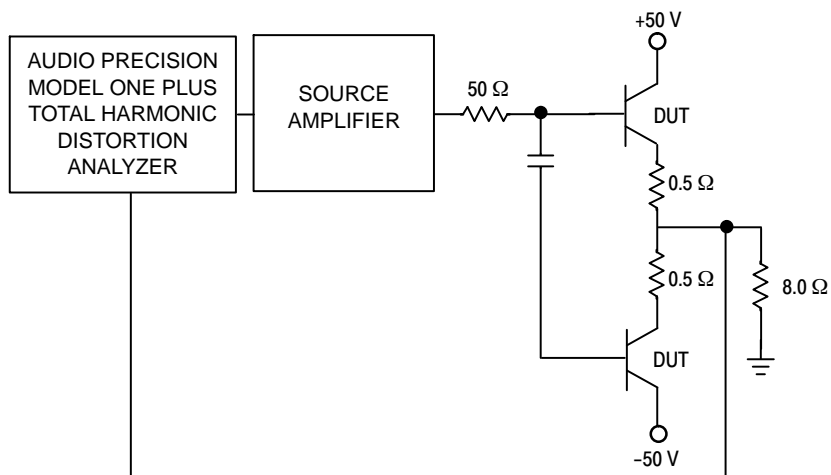 AUDIO PRECISION
MODEL ONE PLUS
TOTAL HARMONIC
DISTORTION
ANALYZER
SOURCE
AMPLIFIER
50 Ω
+50 V
DUT
0.5 Ω
0.5 Ω
8.0 Ω
DUT
−50 V